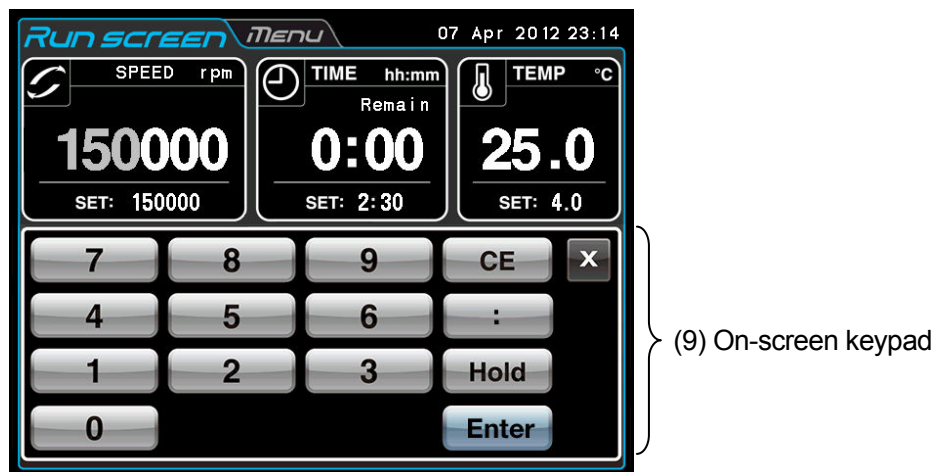 Run screen Menu 07 Apr 2012 23:14
SPEED rpm TIME hh:mm TEMP °C
Remain
150000 0:00 25.0
SET: 150000 SET: 2:30 SET: 4.0
7 8 9 CE X
4 5 6 :
(9) On-screen keypad
1 2 3 Hold
0 Enter